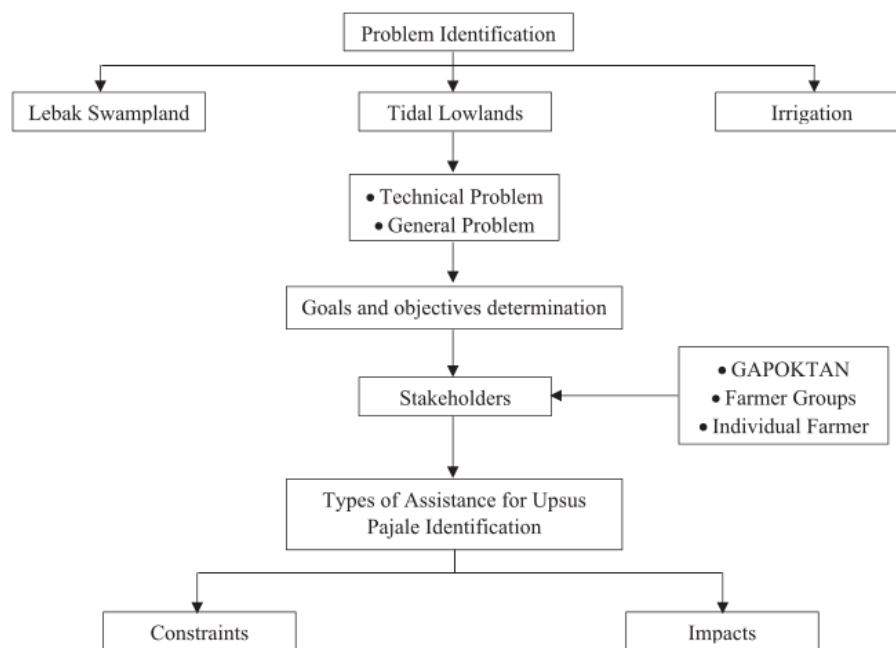 Problem Identification
Lebak Swampland
Tidal Lowlands
Irrigation
• Technical Problem
• General Problem
Goals and objectives determination
Stakeholders
• GAPOKTAN
• Farmer Groups
• Individual Farmer
Types of Assistance for Upsus
Pajale Identification
Constraints
Impacts